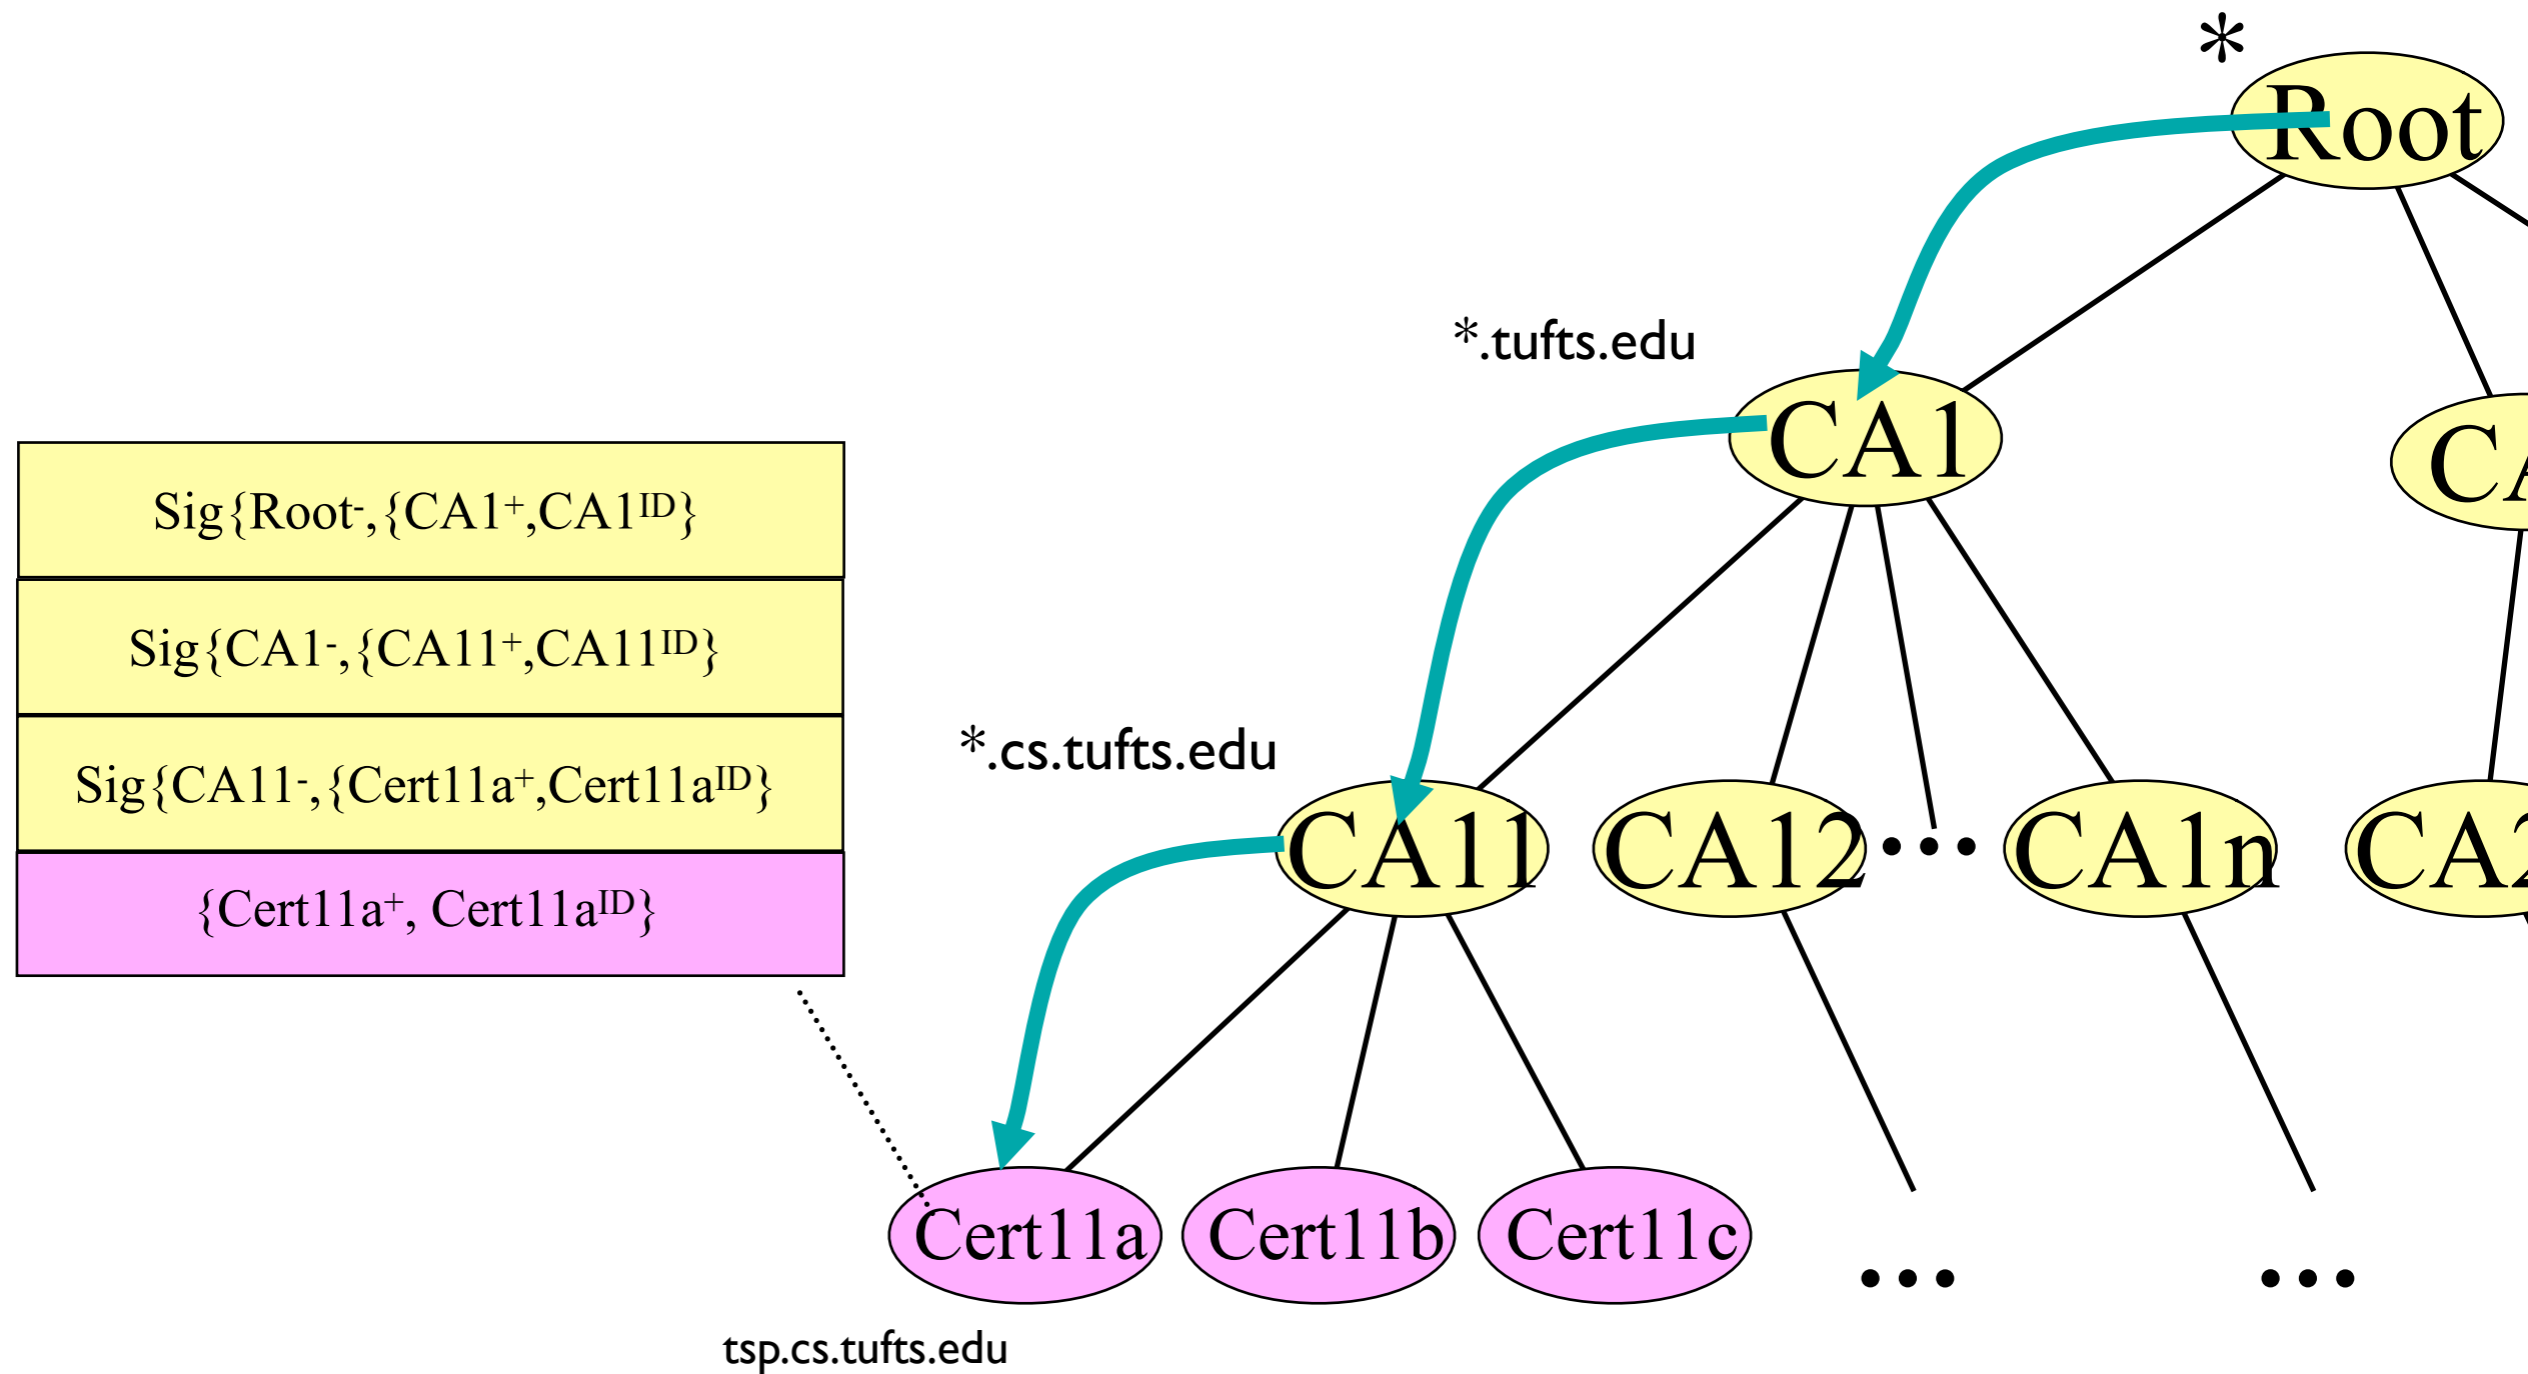 *
Root
*.tufts.edu
CA1
Sig{Root-,{CA1+,CA1ID}
Sig{CA1-,{CA11+,CA11ID}
Sig{CA11-,{Cert11a+,Cert11aID}
{Cert11a+, Cert11aID}
*.cs.tufts.edu
CA11
CA12
...
CA1n
CA2
Cert11a
Cert11b
Cert11c
...
...
tsp.cs.tufts.edu